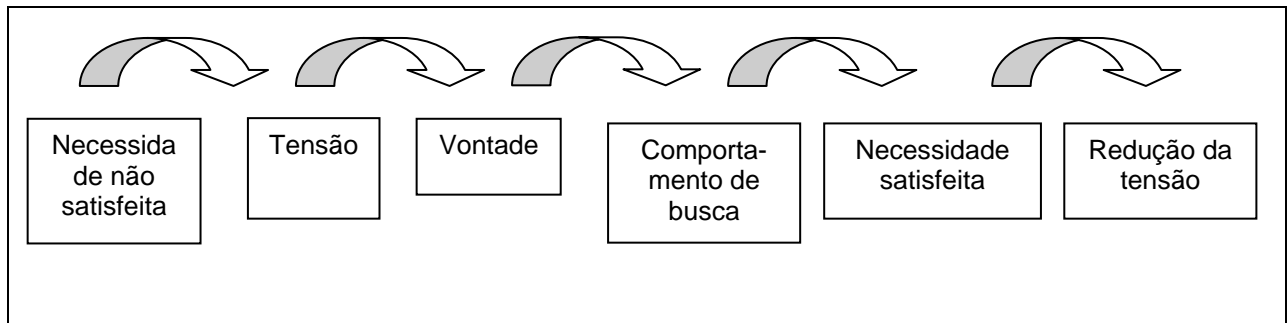 Necessida
de não
satisfeita
Tensão
Vontade
Comporta-
mento de
busca
Necessidade
satisfeita
Redução da
tensão